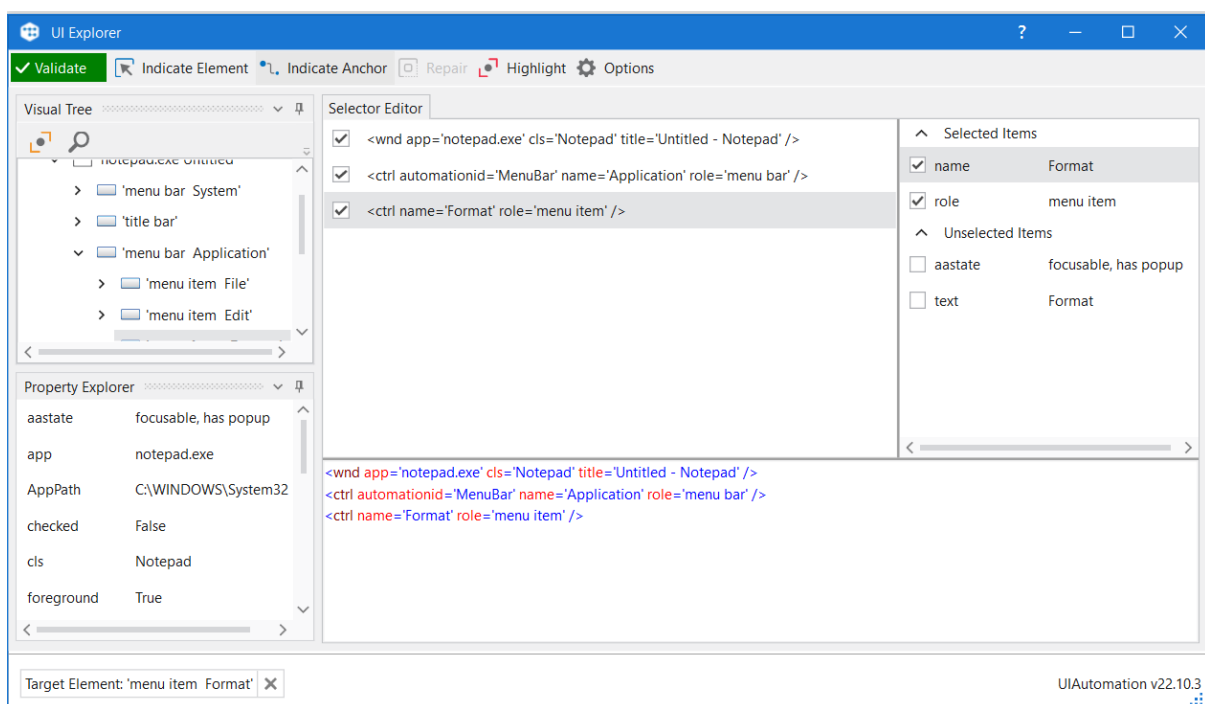 UI Explorer
Validate Indicate Element Indicate Anchor Repair Highlight Options
Visual Tree
notepad.exe Untitled
'menu bar System'
'title bar'
'menu bar Application'
'menu item File'
'menu item Edit'
Property Explorer
aastate focusable, has popup
app notepad.exe
AppPath C:\WINDOWS\System32
checked False
cls Notepad
foreground True
Selector Editor
<wnd app='notepad.exe' cls='Notepad' title='Untitled - Notepad' />
<ctrl automationid='MenuBar' name='Application' role='menu bar' />
<ctrl name='Format' role='menu item' />
Selected Items
name Format
role menu item
Unselected Items
aastate focusable, has popup
text Format
<wnd app='notepad.exe' cls='Notepad' title='Untitled - Notepad' />
<ctrl automationid='MenuBar' name='Application' role='menu bar' />
<ctrl name='Format' role='menu item' />
Target Element: 'menu item Format'
UIAutomation v22.10.3